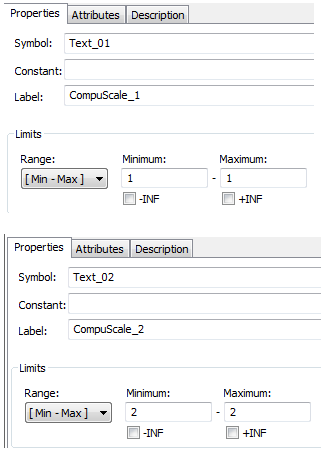 Properties Attributes Description
Symbol: Text_01
Constant:
Label: CompuScale_1
Limits
Range: Minimum: Maximum:
[ Min - Max ] 1 - 1
-INF +INF
Properties Attributes Description
Symbol: Text_02
Constant:
Label: CompuScale_2
Limits
Range: Minimum: Maximum:
[ Min - Max ] 2 - 2
-INF +INF